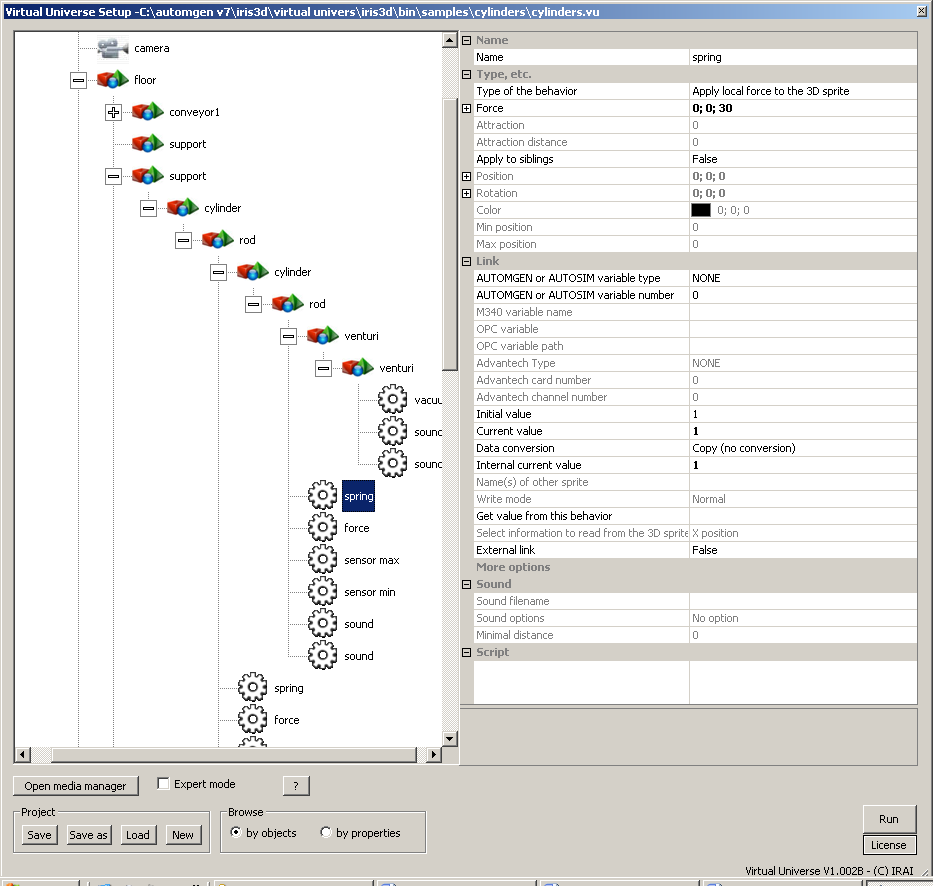 Virtual Universe Setup -C:\automgen v7\iris3d\virtual univers\iris3d\bin\samples\cylinders\cylinders.vu
camera
floor
conveyor1
support
support
cylinder
rod
cylinder
rod
venturi
venturi
vacuu
sound
sound
spring
force
sensor max
sensor min
sound
sound
spring
force
Name
Name spring
Type, etc.
Type of the behavior Apply local force to the 3D sprite
Force 0; 0; 30
Attraction 0
Attraction distance 0
Apply to siblings False
Position 0; 0; 0
Rotation 0; 0; 0
Color 0; 0; 0
Min position 0
Max position 0
Link
AUTOMGEN or AUTOSIM variable type NONE
AUTOMGEN or AUTOSIM variable number 0
M340 variable name
OPC variable
OPC variable path
Advantech Type NONE
Advantech card number 0
Advantech channel number 0
Initial value 1
Current value 1
Data conversion Copy (no conversion)
Internal current value 1
Name(s) of other sprite
Write mode Normal
Get value from this behavior
Select information to read from the 3D sprite X position
External link False
More options
Sound
Sound filename
Sound options No option
Minimal distance 0
Script
Open media manager Expert mode ?
Project
Save Save as Load New
Browse
by objects by properties
Run
License
Virtual Universe V1.002B - (C) IRAI